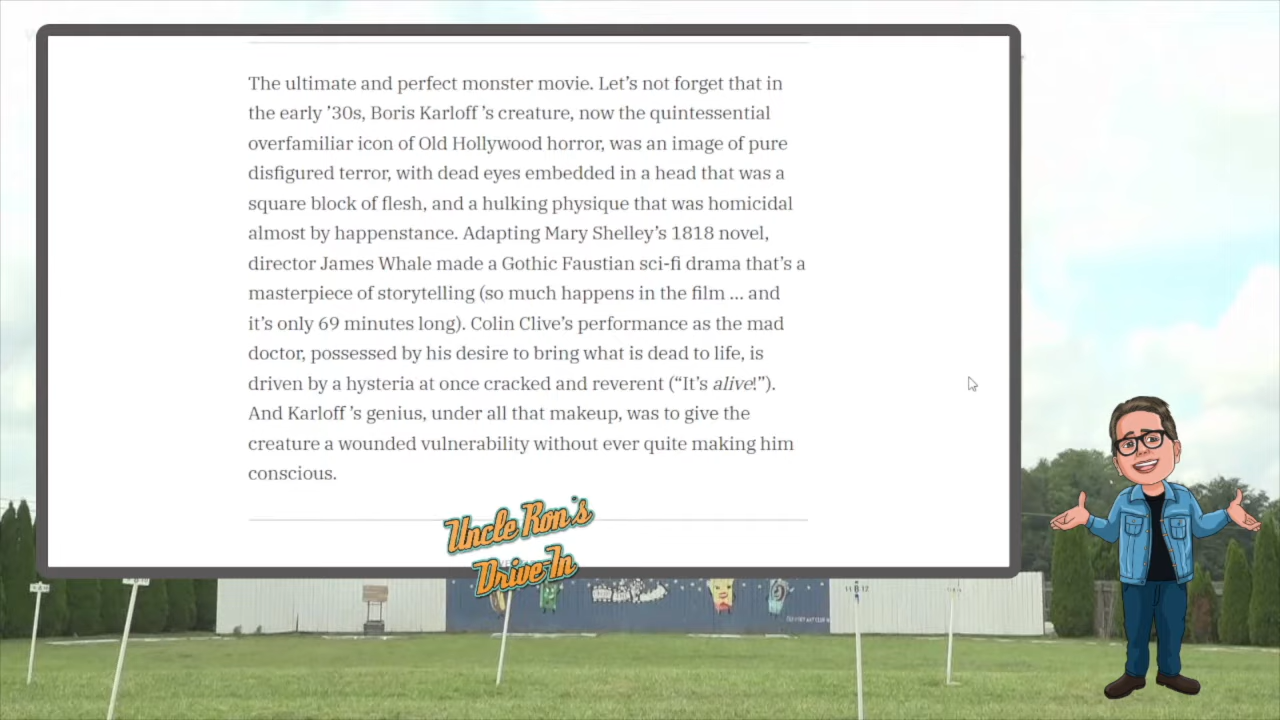 The ultimate and perfect monster movie. Let’s not forget that in
the early ’30s, Boris Karloff ’s creature, now the quintessential
overfamiliar icon of Old Hollywood horror, was an image of pure
disfigured terror, with dead eyes embedded in a head that was a
square block of flesh, and a hulking physique that was homicidal
almost by happenstance. Adapting Mary Shelley’s 1818 novel,
director James Whale made a Gothic Faustian sci-fi drama that’s a
masterpiece of storytelling (so much happens in the film … and
it’s only 69 minutes long). Colin Clive’s performance as the mad
doctor, possessed by his desire to bring what is dead to life, is
driven by a hysteria at once cracked and reverent (“It’s alive!”).
And Karloff ’s genius, under all that makeup, was to give the
creature a wounded vulnerability without ever quite making him
conscious.
Uncle Ron's
Drive-In